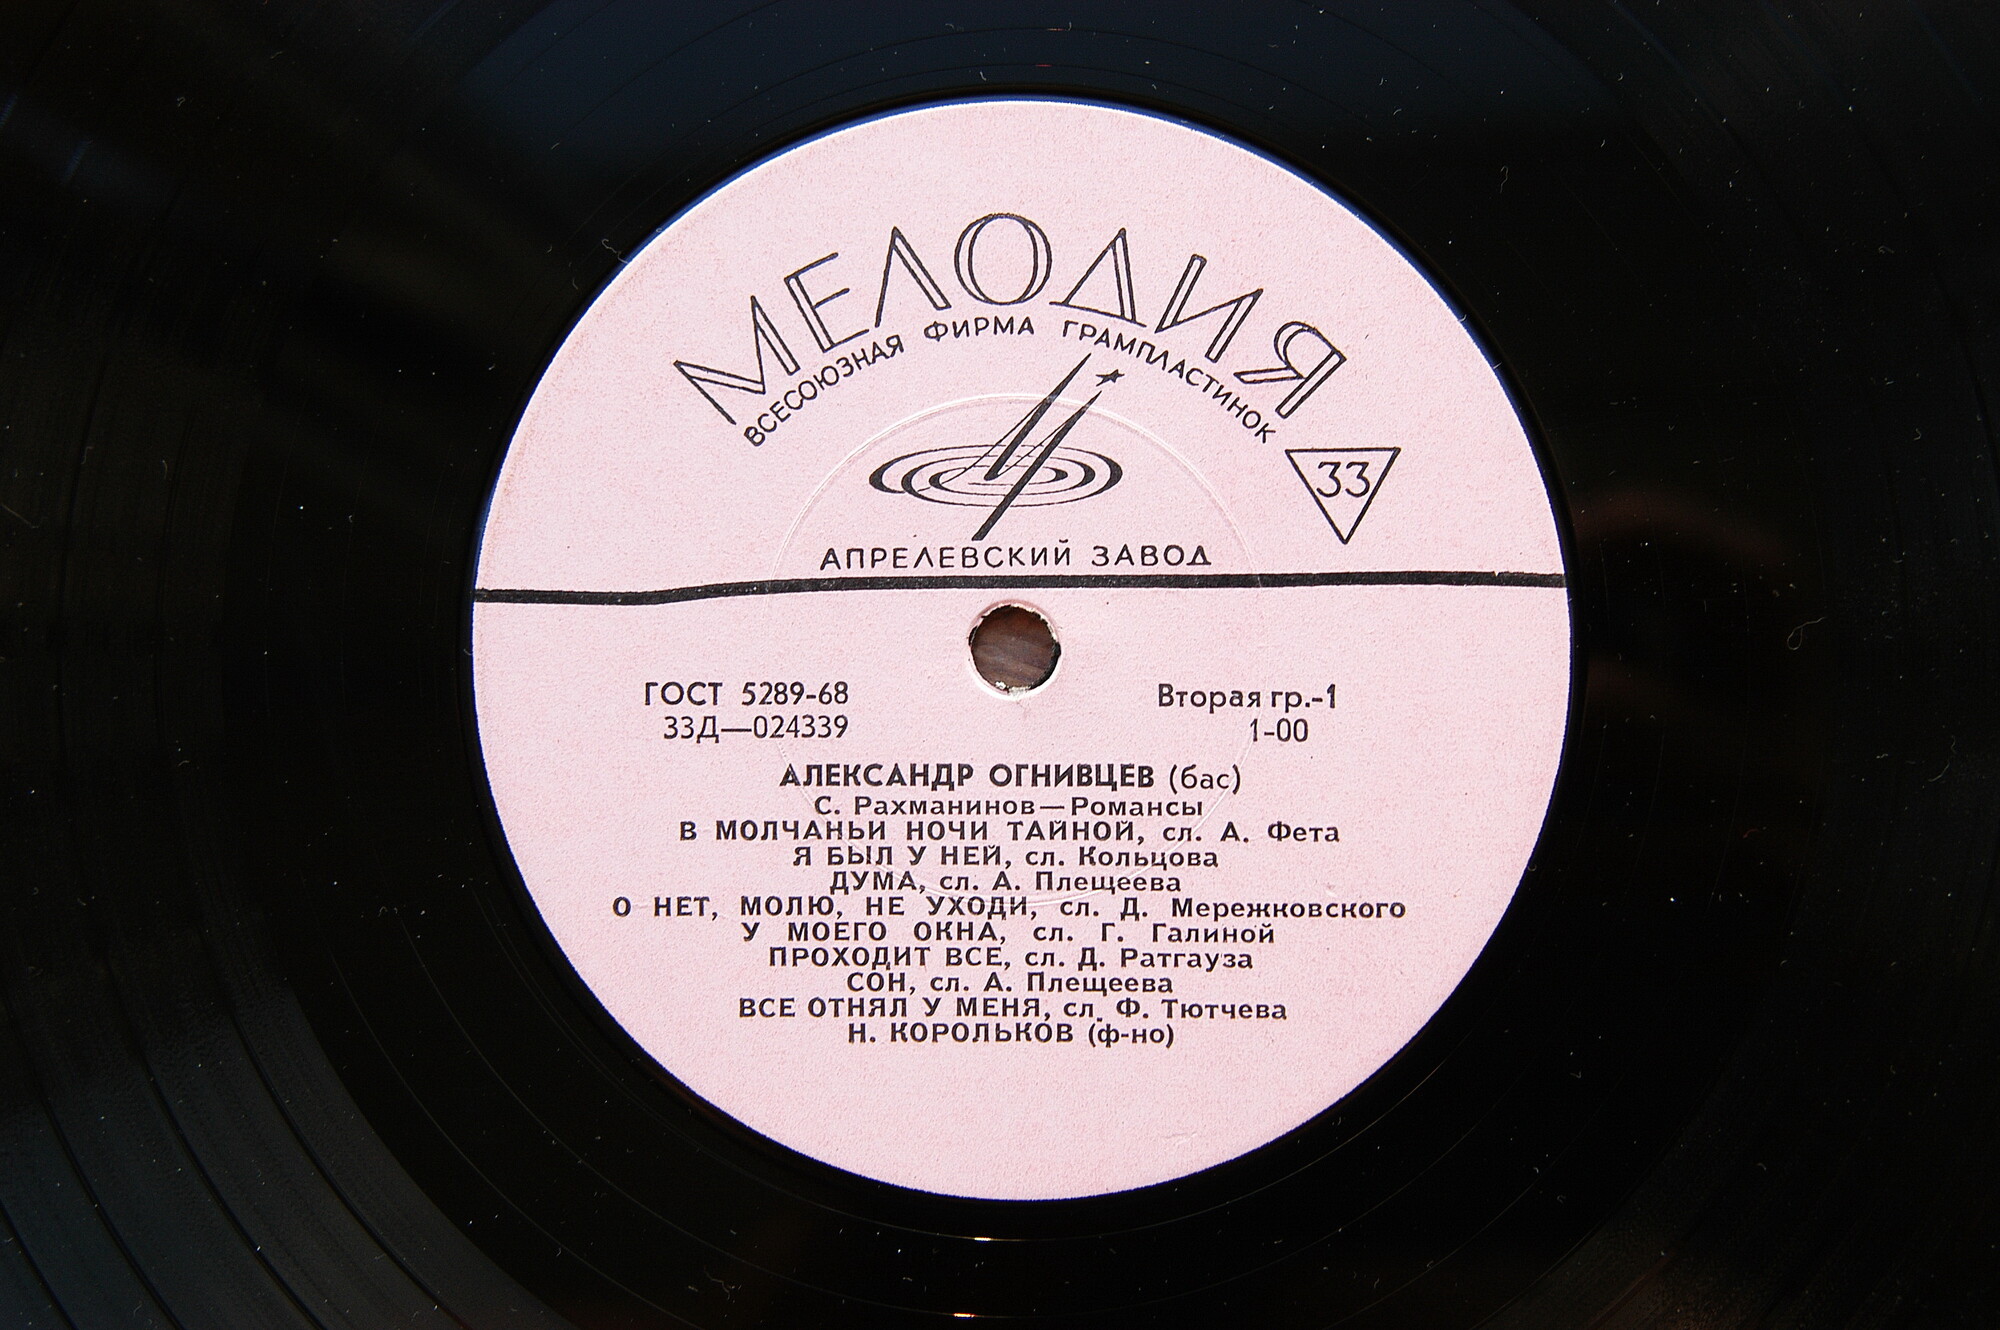 МЕЛОДИЯ
ВСЕСОЮЗНАЯ ФИРМА ГРАМПЛАСТИНОК
33
АПРЕЛЕВСКИЙ ЗАВОД
ГОСТ 5289-68
33Д—024339
Вторая гр.-1
1-00
АЛЕКСАНДР ОГНИВЦЕВ (бас)
С. Рахманинов—Романсы
В МОЛЧАНЬИ НОЧИ ТАЙНОЙ, сл. А. Фета
Я БЫЛ У НЕЙ, сл. Кольцова
ДУМА, сл. А. Плещеева
О НЕТ, МОЛЮ, НЕ УХОДИ, сл. Д. Мережковского
У МОЕГО ОКНА, сл. Г. Галиной
ПРОХОДИТ ВСЕ, сл. Д. Ратгауза
СОН, сл. А. Плещеева
ВСЕ ОТНЯЛ У МЕНЯ, сл. Ф. Тютчева
Н. КОРОЛЬКОВ (ф-но)